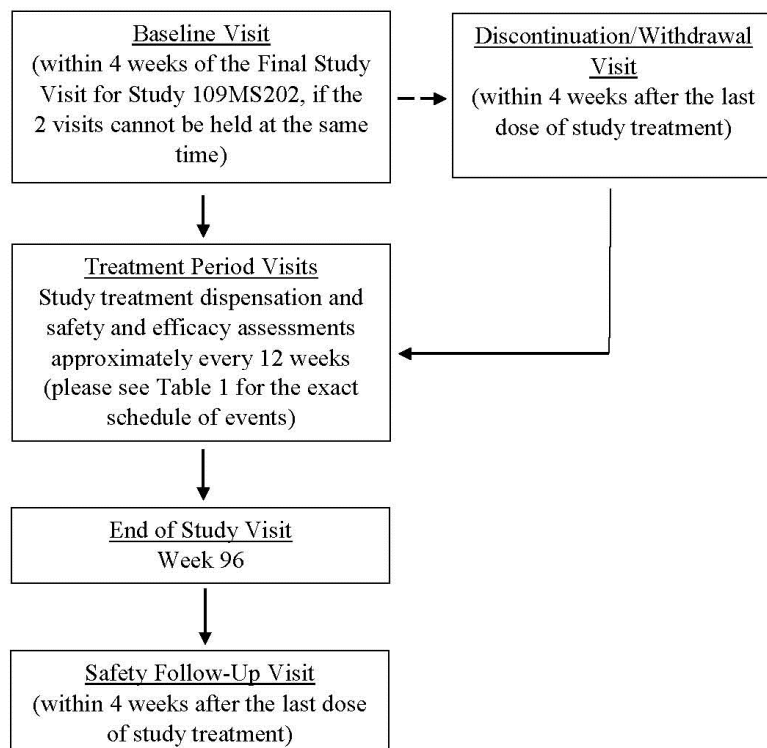 Baseline Visit
(within 4 weeks of the Final Study
Visit for Study 109MS202, if the
2 visits cannot be held at the same
time)
Discontinuation/Withdrawal
Visit
(within 4 weeks after the last
dose of study treatment)
Treatment Period Visits
Study treatment dispensation and
safety and efficacy assessments
approximately every 12 weeks
(please see Table 1 for the exact
schedule of events)
End of Study Visit
Week 96
Safety Follow-Up Visit
(within 4 weeks after the last dose
of study treatment)